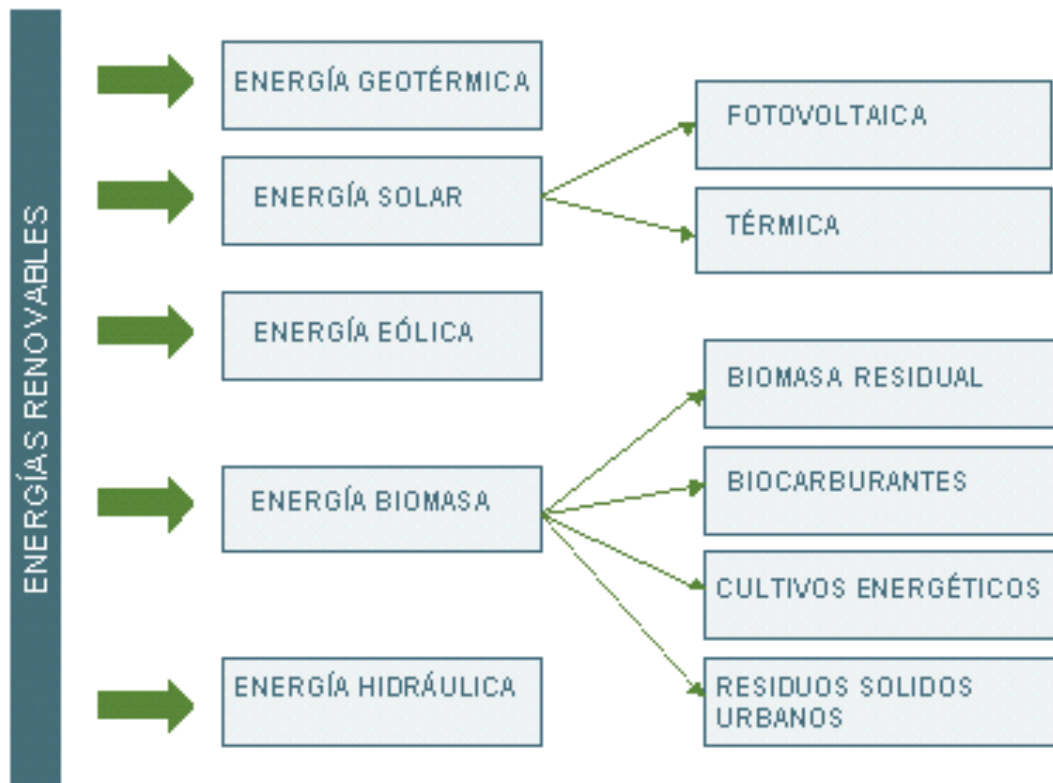 ENERGÍAS RENOVABLES
ENERGÍA GEOTÉRMICA
ENERGÍA SOLAR
FOTOVOLTAICA
TÉRMICA
ENERGÍA EÓLICA
ENERGÍA BIOMASA
BIOMASA RESIDUAL
BIOCARBURANTES
CULTIVOS ENERGÉTICOS
RESIDUOS SOLIDOS
URBANOS
ENERGÍA HIDRÁULICA